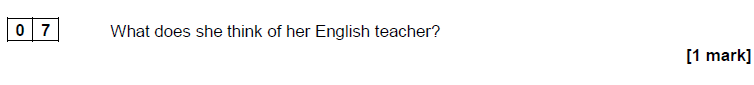 0 7 What does she think of her English teacher?
[1 mark]